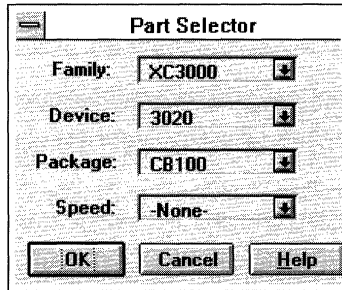 Part Selector
Family: XC3000
Device: 3020
Package: CB100
Speed: -None-
OK Cancel Help